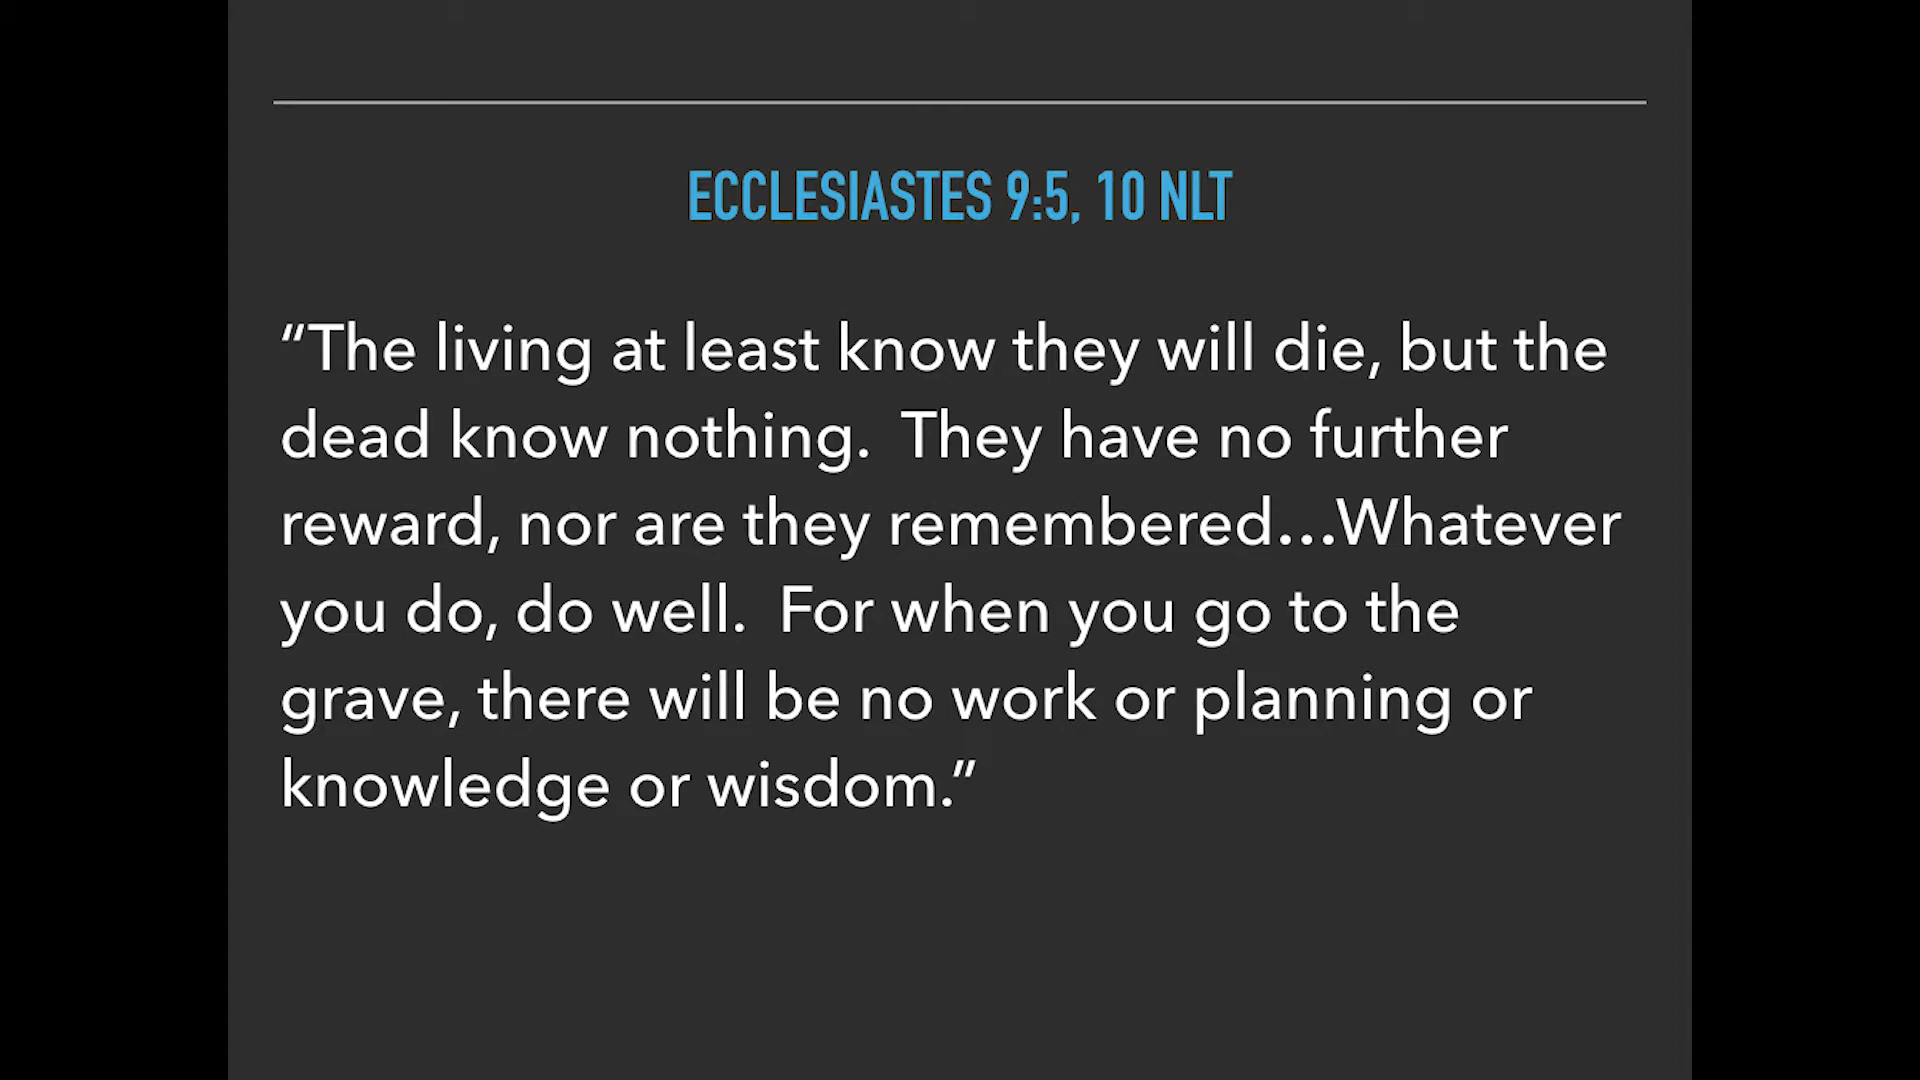 ECCLESIASTES 9:5, 10 NLT
“The living at least know they will die, but the
dead know nothing.  They have no further
reward, nor are they remembered…Whatever
you do, do well.  For when you go to the
grave, there will be no work or planning or
knowledge or wisdom.”